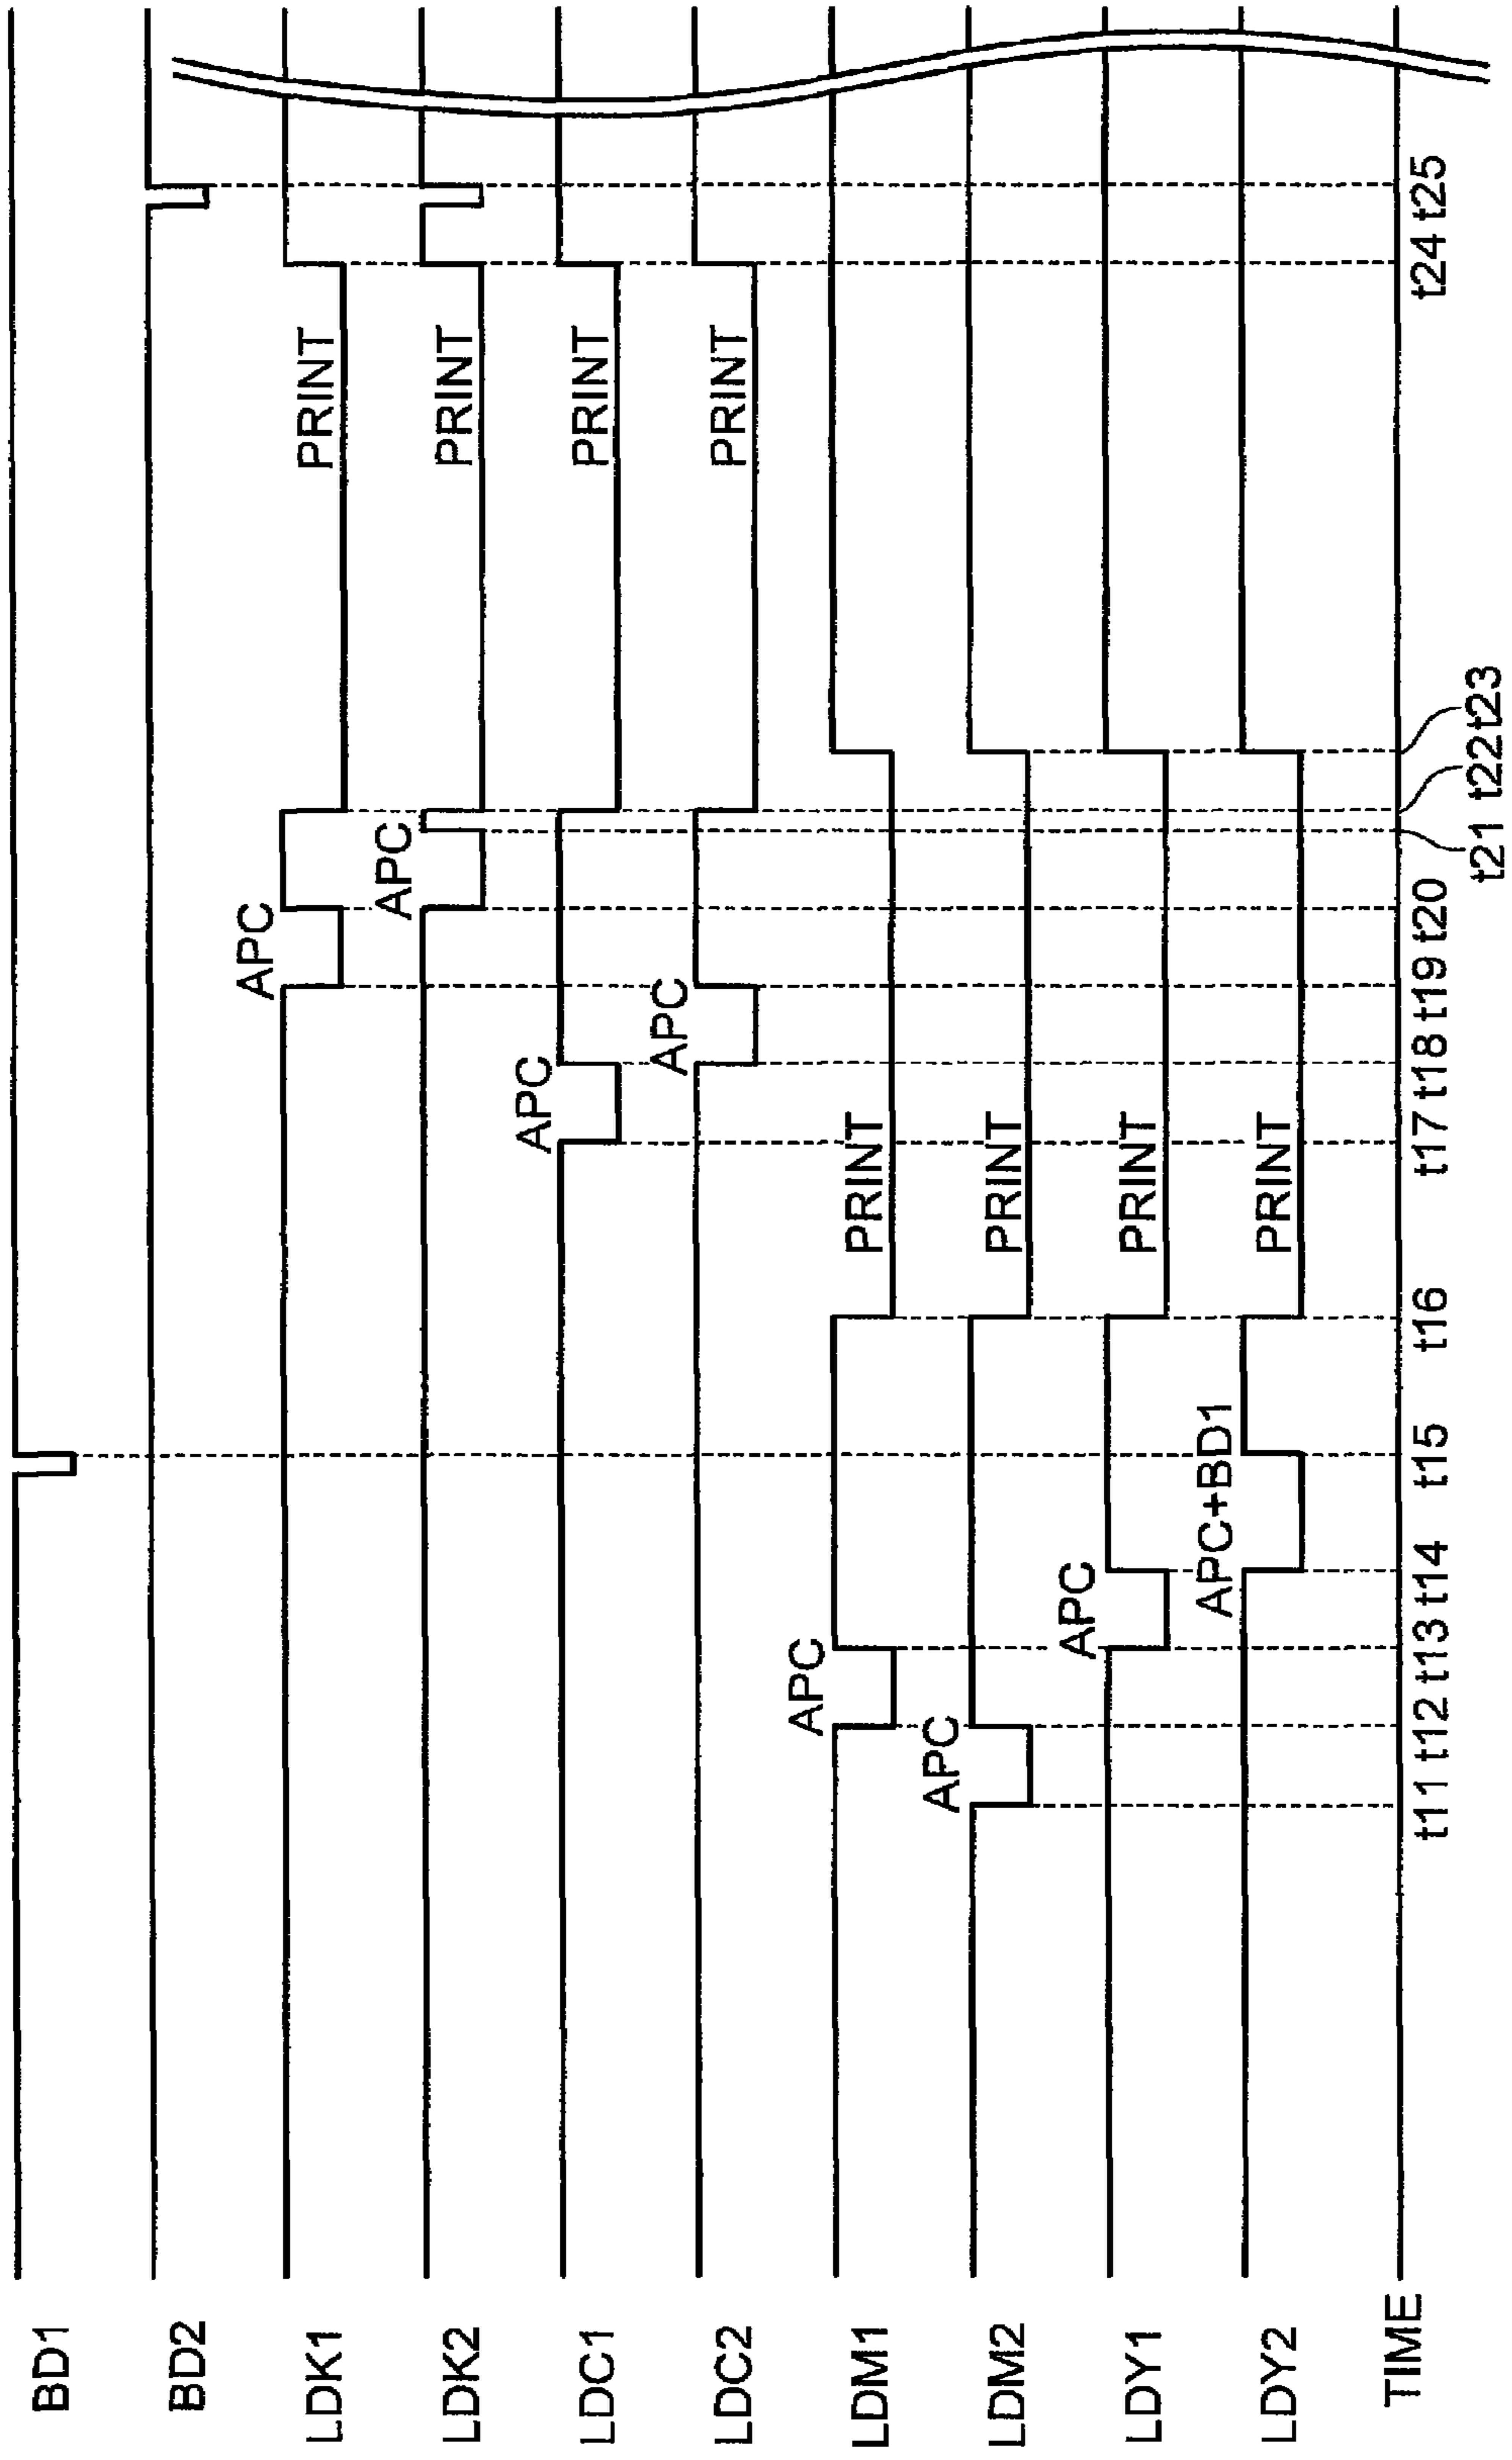 BD1
BD2
LDK1 APC PRINT
LDK2 APC PRINT
LDC1 APC PRINT
LDC2 APC PRINT
LDM1 APC PRINT
LDM2 APC PRINT
LDY1 APC PRINT
LDY2 APC+BD1 PRINT
TIME t11 t12 t13 t14 t15 t16 t17 t18 t19 t20 t21 t22 t23 t24 t25